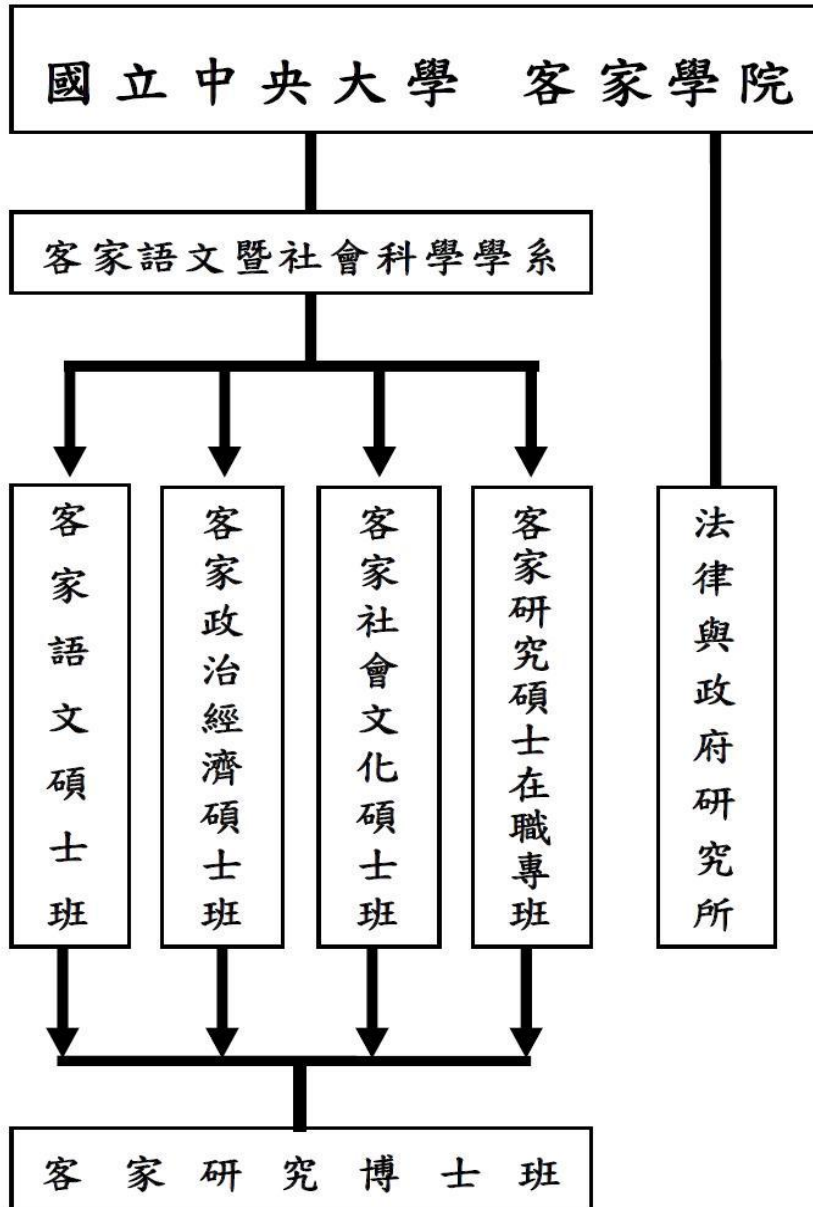 國立中央大學 客家學院
客家語文暨社會科學學系
客家語文碩士班
客家政治經濟碩士班
客家社會文化碩士班
客家研究碩士在職專班
法律與政府研究所
客家研究博士班